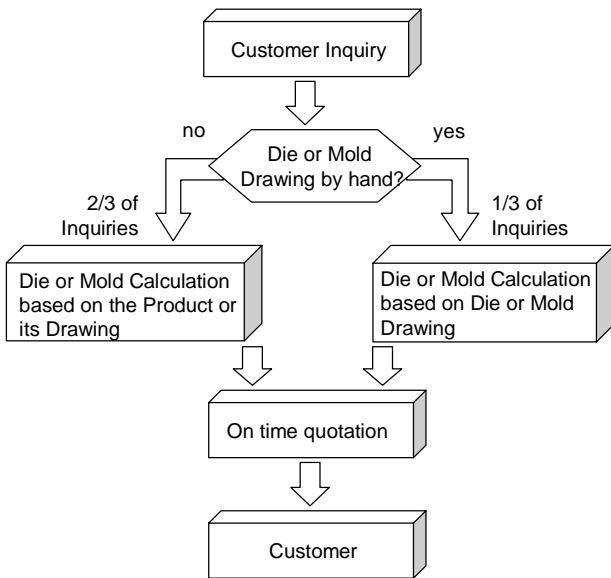 Customer Inquiry
no
yes
Die or Mold
Drawing by hand?
2/3 of
Inquiries
1/3 of
Inquiries
Die or Mold Calculation
based on the Product or
its Drawing
Die or Mold Calculation
based on Die or Mold
Drawing
On time quotation
Customer